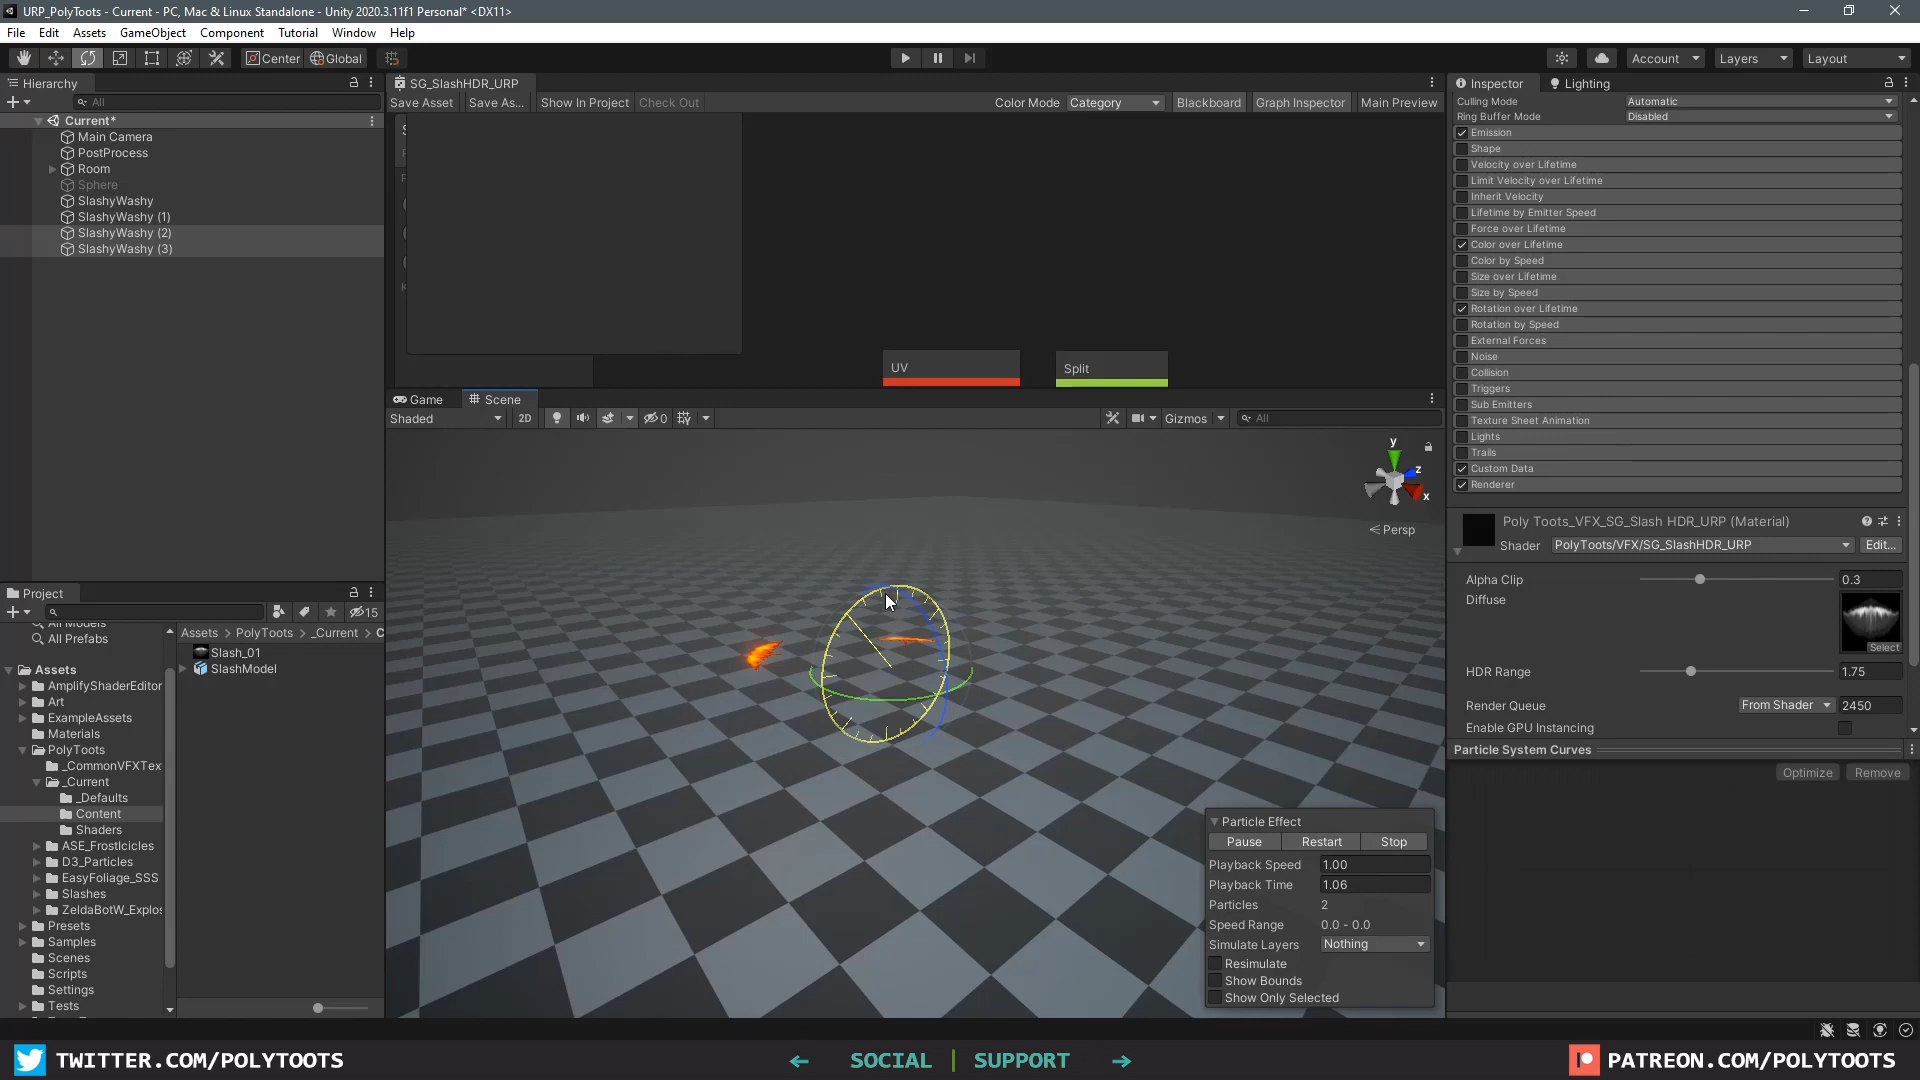 URP_PolyToots - Current - PC, Mac & Linux Standalone - Unity 2020.3.11f1 Personal* <DX11>
File Edit Assets GameObject Component Tutorial Window Help
Center Global Account Layers Layout
Hierarchy
All
Current*
Main Camera
PostProcess
Room
Sphere
SlashyWashy
SlashyWashy (1)
SlashyWashy (2)
SlashyWashy (3)
SG_SlashHDR_URP
Save Asset Save As... Show In Project Check Out Color Mode Category Blackboard Graph Inspector Main Preview
UV
Split
Game Scene
Shaded 2D 0 Gizmos All
y
z
x
Persp
Particle Effect
Pause Restart Stop
Playback Speed 1.00
Playback Time 1.06
Particles 2
Speed Range 0.0 - 0.0
Simulate Layers Nothing
Resimulate
Show Bounds
Show Only Selected
Project
15
All Prefabs
Assets
AmplifyShaderEditor
Art
ExampleAssets
Materials
PolyToots
_CommonVFXTex
_Current
_Defaults
Content
Shaders
ASE_FrostIcicles
D3_Particles
EasyFoliage_SSS
Slashes
ZeldaBotW_Explos
Presets
Samples
Scenes
Scripts
Settings
Tests
Assets > PolyToots > _Current > C
Slash_01
SlashModel
Inspector Lighting
Culling Mode Automatic
Ring Buffer Mode Disabled
Emission
Shape
Velocity over Lifetime
Limit Velocity over Lifetime
Inherit Velocity
Lifetime by Emitter Speed
Force over Lifetime
Color over Lifetime
Color by Speed
Size over Lifetime
Size by Speed
Rotation over Lifetime
Rotation by Speed
External Forces
Noise
Collision
Triggers
Sub Emitters
Texture Sheet Animation
Lights
Trails
Custom Data
Renderer
Poly Toots_VFX_SG_Slash HDR_URP (Material)
Shader PolyToots/VFX/SG_SlashHDR_URP Edit...
Alpha Clip 0.3
Diffuse
Select
HDR Range 1.75
Render Queue From Shader 2450
Enable GPU Instancing
Particle System Curves
Optimize Remove
TWITTER.COM/POLYTOOTS
SOCIAL | SUPPORT
PATREON.COM/POLYTOOTS